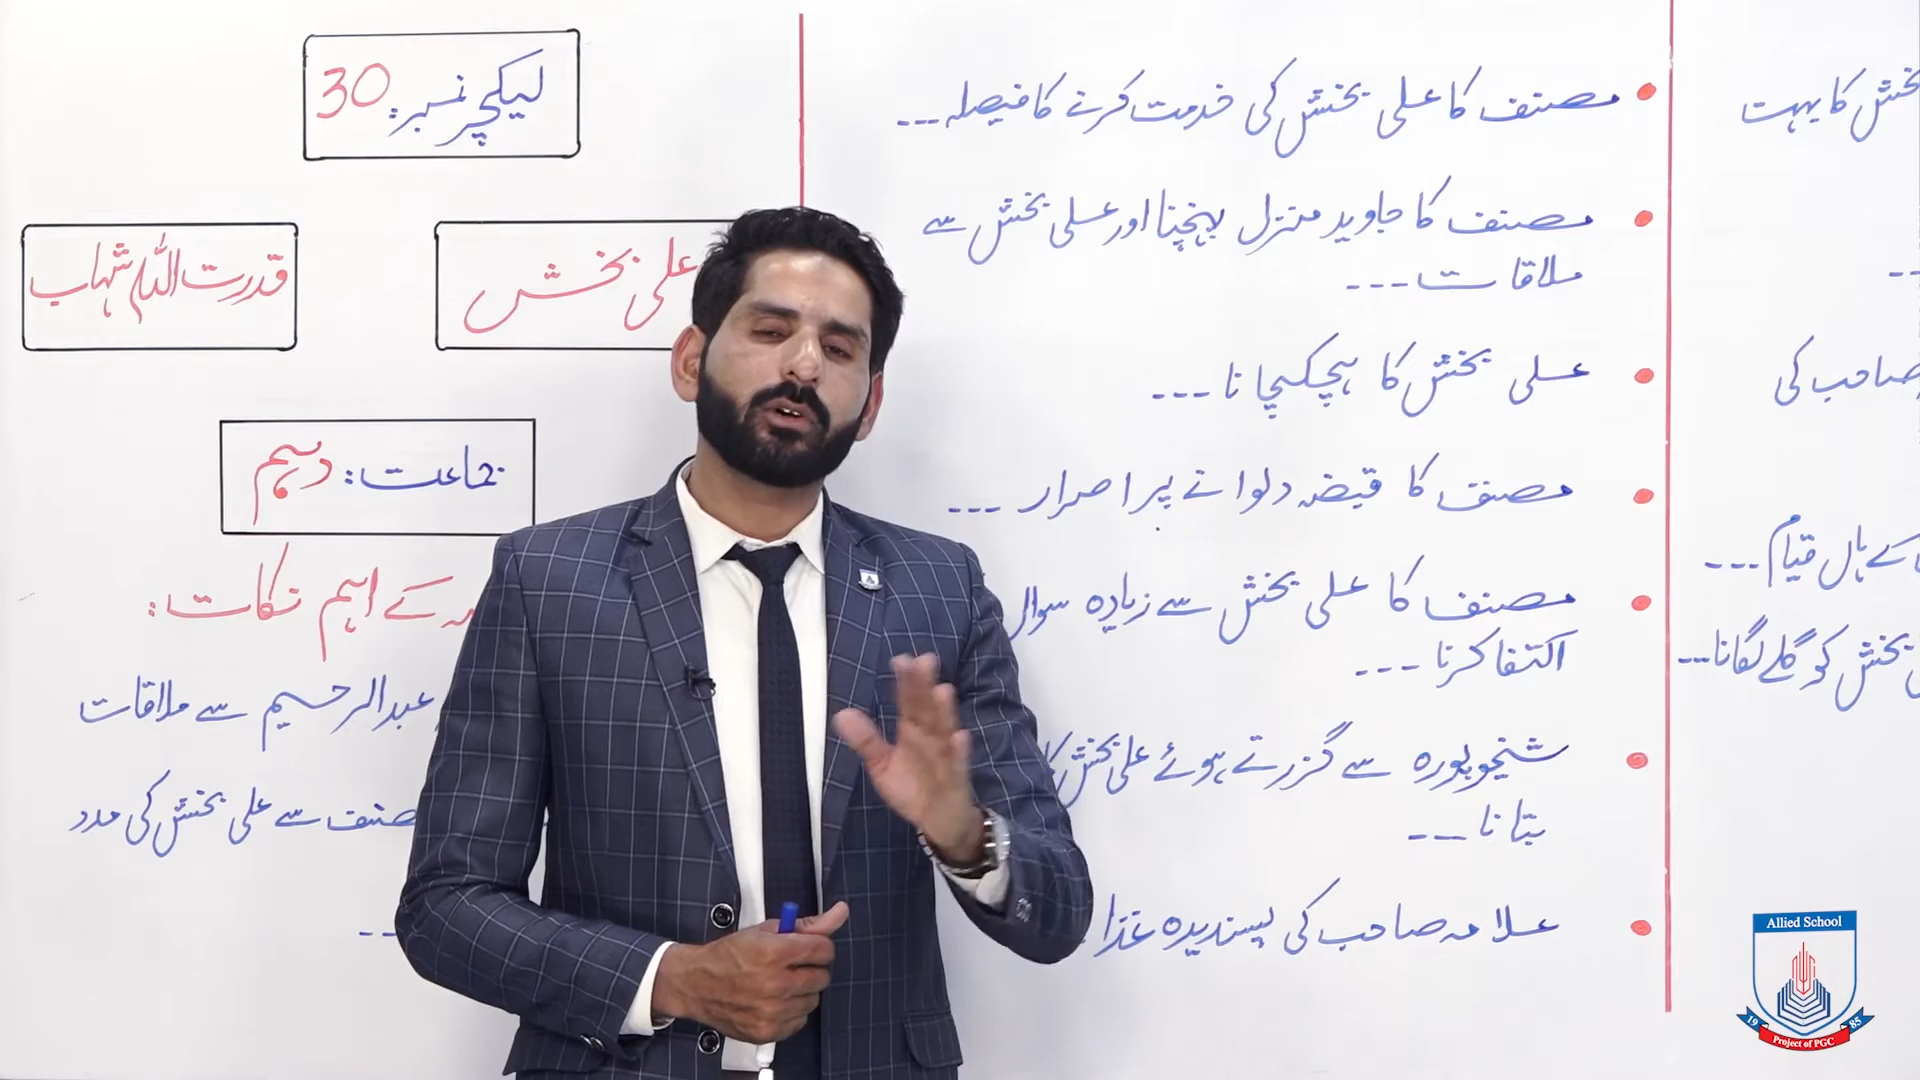 لیکچر نمبر: 30
علی بخش
قدرت اللہ شہاب
جماعت: دہم
کے اہم نکات:
عبدالرحیم سے ملاقات
مصنف سے علی بخش کی مدد
---
مصنف کا علی بخش کی خدمت کرنے کا فیصلہ---
مصنف کا جاوید منزل پہنچنا اور علی بخش سے
ملاقات---
علی بخش کا ہچکچانا---
مصنف کا قبضہ دلوانے پر اصرار---
مصنف کا علی بخش سے زیادہ سوال
اکتفا کرنا---
شیخوپورہ سے گزرتے ہوئے علی بخش کا
بتانا---
علامہ صاحب کی پسندیدہ غذا
بخش کا بہت
---
صاحب کی
کے ہاں قیام---
بخش کو گلے لگانا---
Allied School
19 85
Project of PGC